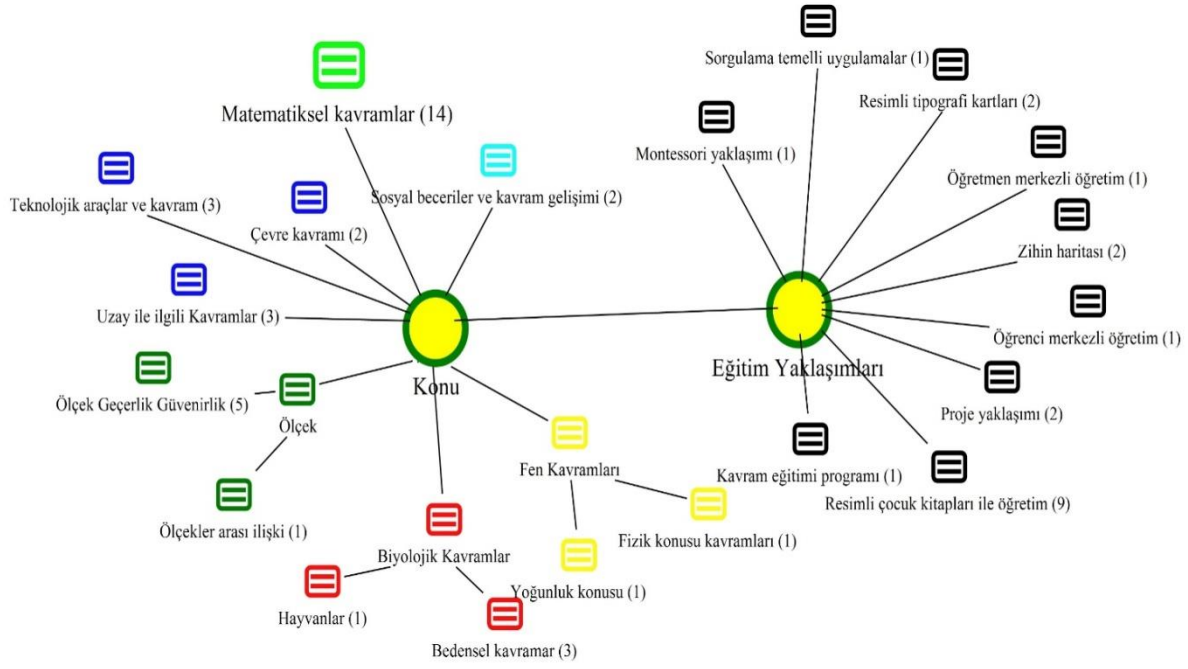 Sorgulama temelli uygulamalar (1)
Resimli tipografi kartları (2)
Matematiksel kavramlar (14)
Montessori yaklaşımı (1)
Öğretmen merkezli öğretim (1)
Sosyal beceriler ve kavram gelişimi (2)
Teknolojik araçlar ve kavram (3)
Çevre kavramı (2)
Zihin haritası (2)
Uzay ile ilgili Kavramlar (3)
Öğrenci merkezli öğretim (1)
Eğitim Yaklaşımları
Konu
Ölçek Geçerlik Güvenirlik (5)
Proje yaklaşımı (2)
Ölçek
Fen Kavramları
Kavram eğitimi programı (1)
Resimli çocuk kitapları ile öğretim (9)
Ölçekler arası ilişki (1)
Fizik konusu kavramları (1)
Biyolojik Kavramlar
Yoğunluk konusu (1)
Hayvanlar (1)
Bedensel kavramar (3)